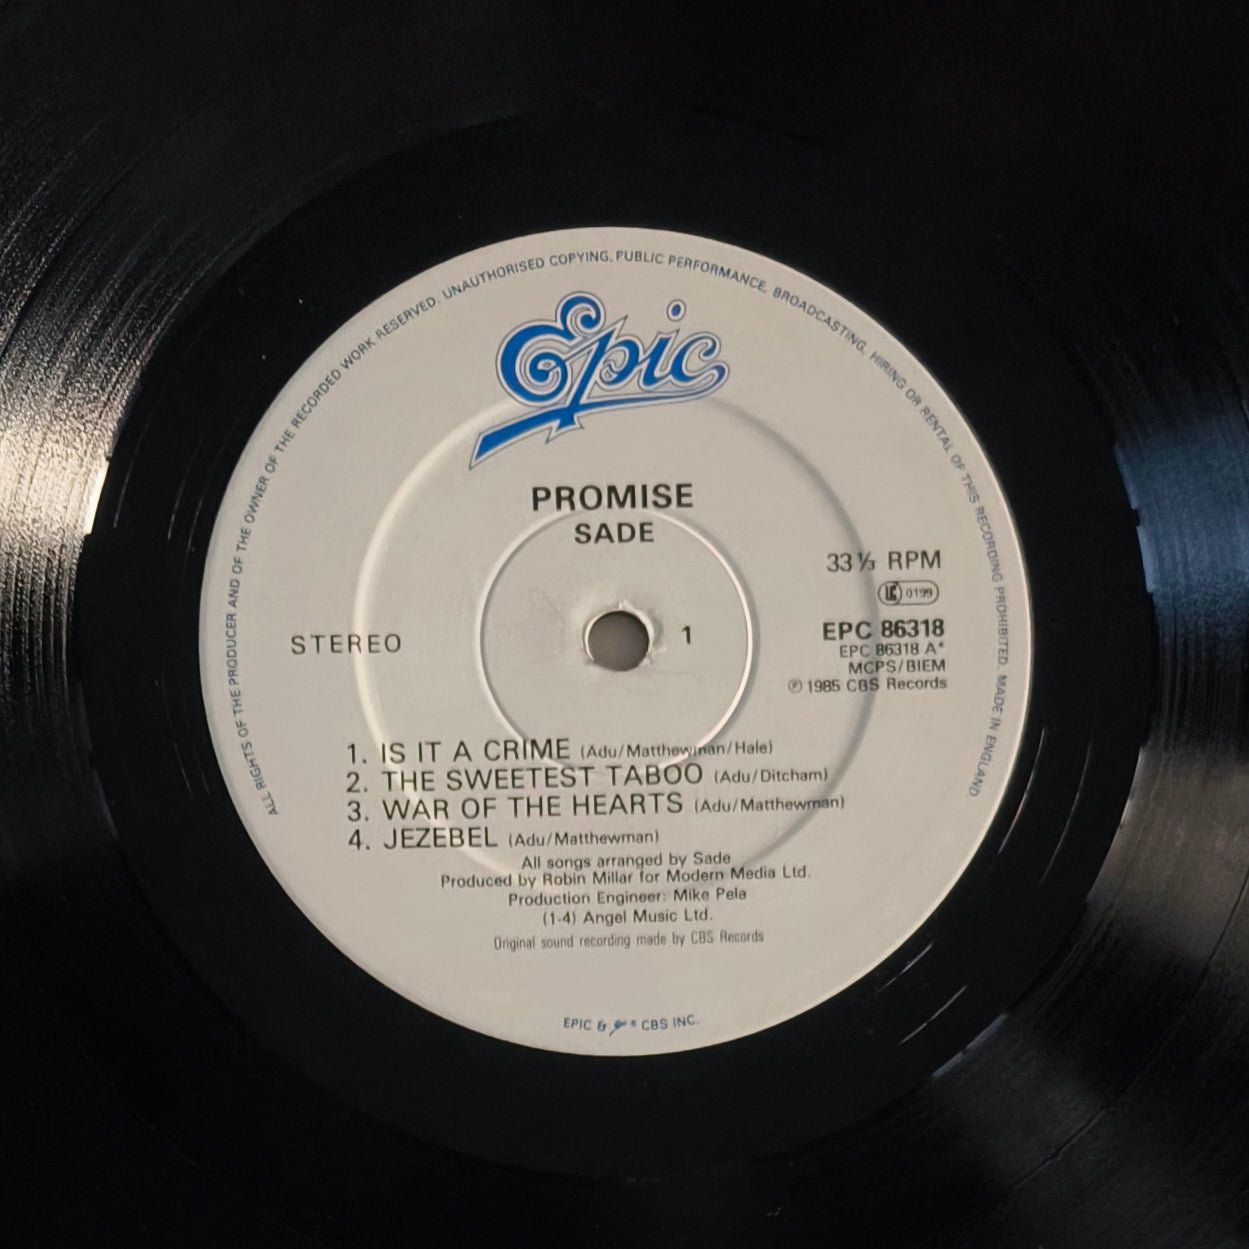 ALL RIGHTS OF THE PRODUCER AND OF THE OWNER OF THE RECORDED WORK RESERVED. UNAUTHORISED COPYING, PUBLIC PERFORMANCE, BROADCASTING, HIRING OR RENTAL OF THIS RECORDING PROHIBITED. MADE IN ENGLAND
Epic
PROMISE
SADE
33⅓ RPM
LC 0199
STEREO
1
EPC 86318
EPC 86318 A*
MCPS/BIEM
℗ 1985 CBS Records
1. IS IT A CRIME (Adu/Matthewman/Hale)
2. THE SWEETEST TABOO (Adu/Ditcham)
3. WAR OF THE HEARTS (Adu/Matthewman)
4. JEZEBEL (Adu/Matthewman)
All songs arranged by Sade
Produced by Robin Millar for Modern Media Ltd.
Production Engineer: Mike Pela
(1-4) Angel Music Ltd.
Original sound recording made by CBS Records
EPIC & ® CBS INC.